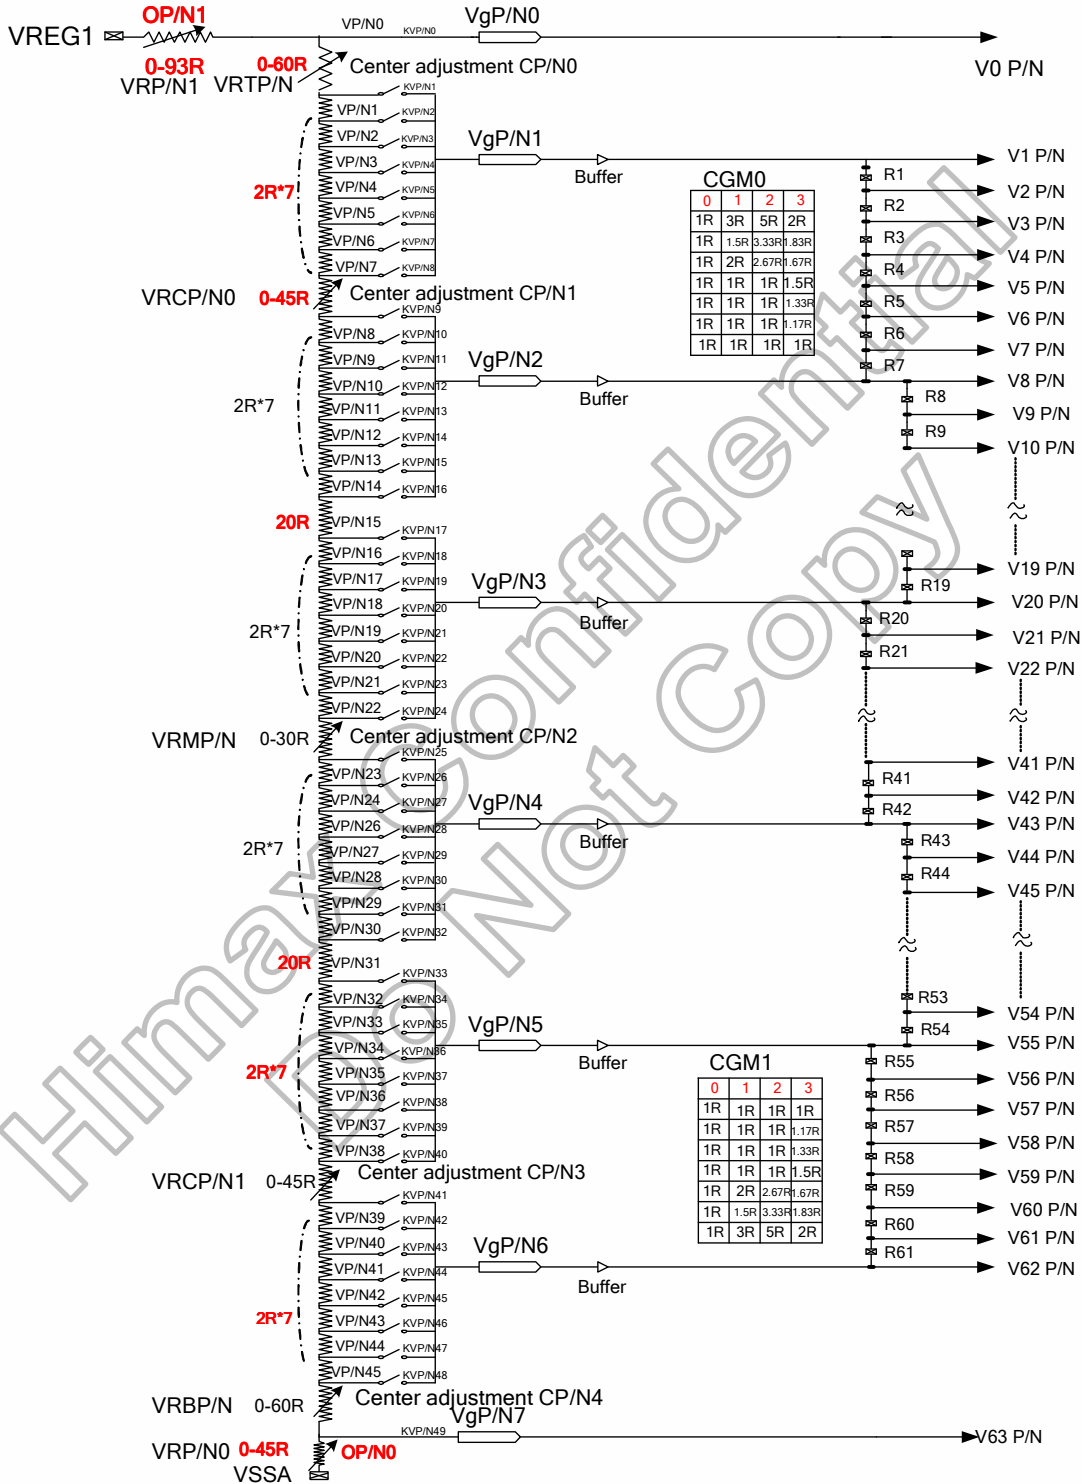 OP/N1
VREG1
VP/N0
KVP/N0
VgP/N0
0-93R
VRP/N1
VRTP/N
0-60R
Center adjustment CP/N0
V0 P/N
KVP/N1
VP/N1
KVP/N2
VP/N2
KVP/N3
VP/N3
KVP/N4
VP/N4
KVP/N5
VP/N5
KVP/N6
VP/N6
KVP/N7
VP/N7
KVP/N8
2R*7
VgP/N1
Buffer
V1 P/N
R1
V2 P/N
R2
V3 P/N
R3
V4 P/N
R4
V5 P/N
R5
V6 P/N
R6
V7 P/N
R7
V8 P/N
CGM0
0 1 2 3
1R 3R 5R 2R
1R 1.5R 3.33R 1.83R
1R 2R 2.67R 1.67R
1R 1R 1R 1.5R
1R 1R 1R 1.33R
1R 1R 1R 1.17R
1R 1R 1R 1R
VRCP/N0
0-45R
Center adjustment CP/N1
KVP/N9
VP/N8
KVP/N10
VP/N9
KVP/N11
VP/N10
KVP/N12
VP/N11
KVP/N13
VP/N12
KVP/N14
VP/N13
KVP/N15
VP/N14
KVP/N16
2R*7
VgP/N2
Buffer
R8
V9 P/N
R9
V10 P/N
20R
VP/N15
KVP/N17
VP/N16
KVP/N18
VP/N17
KVP/N19
VP/N18
KVP/N20
VP/N19
KVP/N21
VP/N20
KVP/N22
VP/N21
KVP/N23
VP/N22
KVP/N24
2R*7
VgP/N3
Buffer
V19 P/N
R19
V20 P/N
R20
V21 P/N
R21
V22 P/N
VRMP/N
0-30R
Center adjustment CP/N2
KVP/N25
VP/N23
KVP/N26
VP/N24
KVP/N27
VP/N26
KVP/N28
VP/N27
KVP/N29
VP/N28
KVP/N30
VP/N29
KVP/N31
VP/N30
KVP/N32
2R*7
VgP/N4
Buffer
V41 P/N
R41
V42 P/N
R42
V43 P/N
R43
V44 P/N
R44
V45 P/N
20R
VP/N31
KVP/N33
VP/N32
KVP/N34
VP/N33
KVP/N35
VP/N34
KVP/N36
VP/N35
KVP/N37
VP/N36
KVP/N38
VP/N37
KVP/N39
VP/N38
KVP/N40
2R*7
VgP/N5
Buffer
R53
V54 P/N
R54
V55 P/N
R55
V56 P/N
R56
V57 P/N
R57
V58 P/N
R58
V59 P/N
R59
V60 P/N
R60
V61 P/N
R61
V62 P/N
CGM1
0 1 2 3
1R 1R 1R 1R
1R 1R 1R 1.17R
1R 1R 1R 1.33R
1R 1R 1R 1.5R
1R 2R 2.67R 1.67R
1R 1.5R 3.33R 1.83R
1R 3R 5R 2R
VRCP/N1
0-45R
Center adjustment CP/N3
KVP/N41
VP/N39
KVP/N42
VP/N40
KVP/N43
VP/N41
KVP/N44
VP/N42
KVP/N45
VP/N43
KVP/N46
VP/N44
KVP/N47
VP/N45
KVP/N48
2R*7
VgP/N6
Buffer
VRBP/N
0-60R
Center adjustment CP/N4
KVP/N49
VgP/N7
V63 P/N
VRP/N0
0-45R
OP/N0
VSSA
Himax Confidential
Do Not Copy